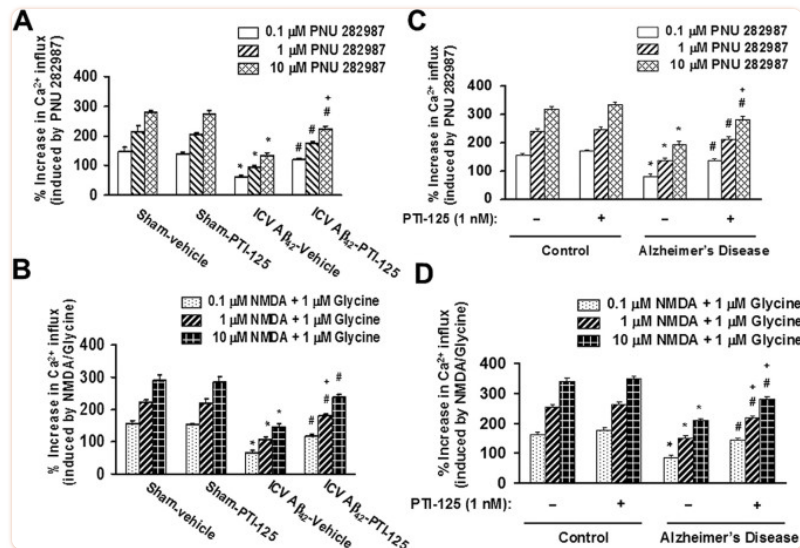 A
0.1 µM PNU 282987
1 µM PNU 282987
10 µM PNU 282987
% Increase in Ca²⁺ influx
(induced by PNU 282987)
400
300
200
100
0
* * *
# # # +
Sham-vehicle
Sham-PTI-125
ICV Aβ₄₂-Vehicle
ICV Aβ₄₂-PTI-125
B
0.1 µM NMDA + 1 µM Glycine
1 µM NMDA + 1 µM Glycine
10 µM NMDA + 1 µM Glycine
% Increase in Ca²⁺ influx
(induced by NMDA/Glycine)
400
300
200
100
0
* * *
# # + #
Sham-vehicle
Sham-PTI-125
ICV Aβ₄₂-Vehicle
ICV Aβ₄₂-PTI-125
C
0.1 µM PNU 282987
1 µM PNU 282987
10 µM PNU 282987
% Increase in Ca²⁺ influx
(induced by PNU 282987)
400
300
200
100
0
* * *
# # # +
PTI-125 (1 nM): – + – +
Control Alzheimer's Disease
D
0.1 µM NMDA + 1 µM Glycine
1 µM NMDA + 1 µM Glycine
10 µM NMDA + 1 µM Glycine
% Increase in Ca²⁺ influx
(induced by NMDA/Glycine)
400
300
200
100
0
* * *
# # + # +
PTI-125 (1 nM): – + – +
Control Alzheimer's Disease